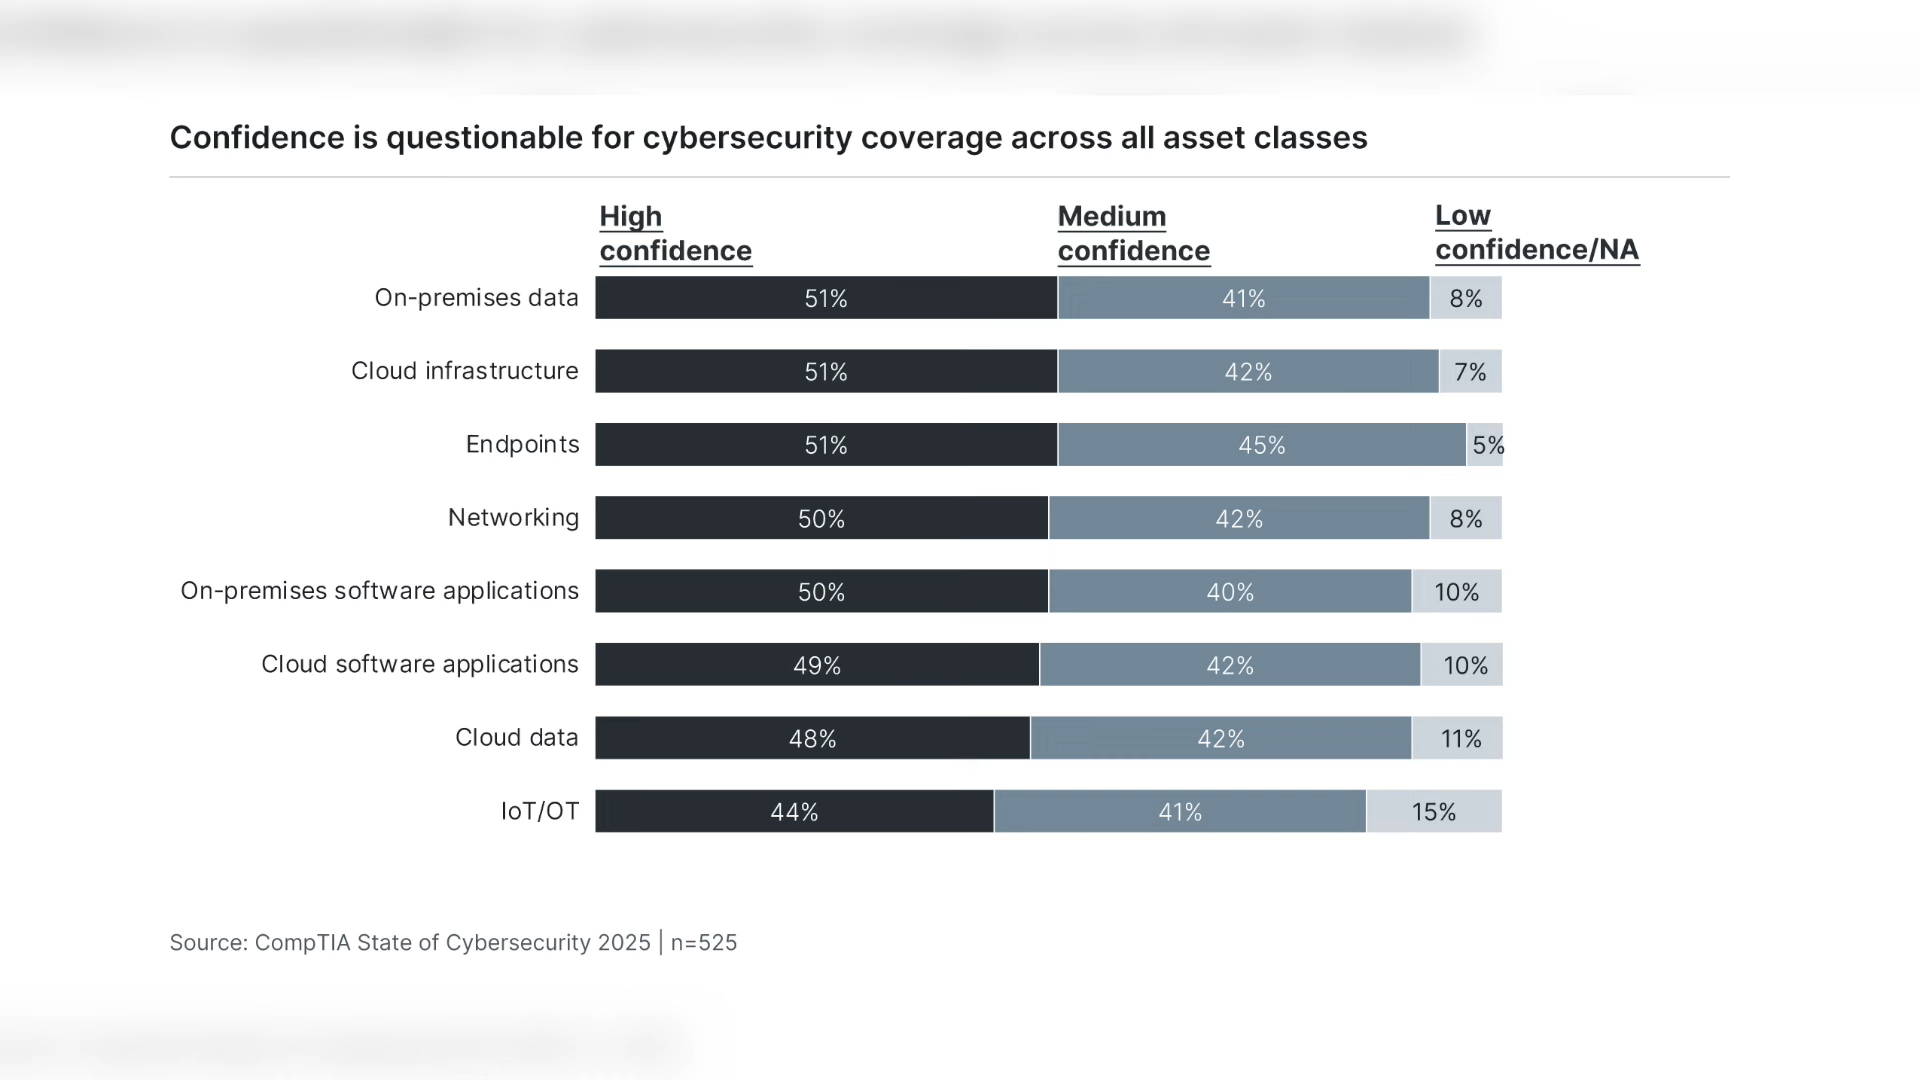 Confidence is questionable for cybersecurity coverage across all asset classes
High confidence Medium confidence Low confidence/NA
On-premises data 51% 41% 8%
Cloud infrastructure 51% 42% 7%
Endpoints 51% 45% 5%
Networking 50% 42% 8%
On-premises software applications 50% 40% 10%
Cloud software applications 49% 42% 10%
Cloud data 48% 42% 11%
IoT/OT 44% 41% 15%
Source: CompTIA State of Cybersecurity 2025 | n=525